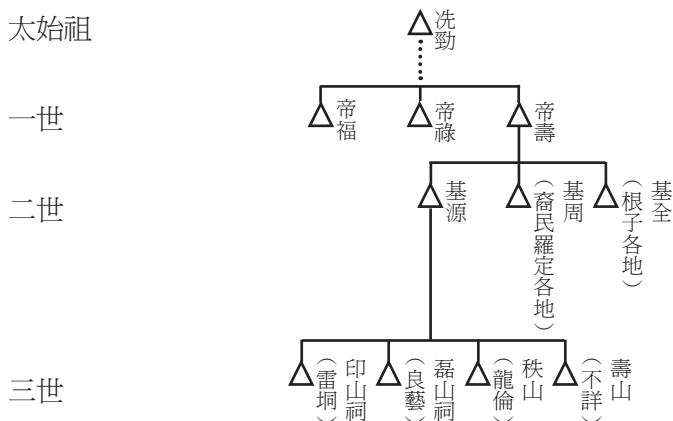 太始祖
冼勁
一世
帝福
帝祿
帝壽
二世
基源
基周
（裔民羅定各地）
基全
（根子各地）
三世
印山祠
（雷垌）
磊山祠
（良藝）
秩山
（龍倫）
壽山
（不詳）